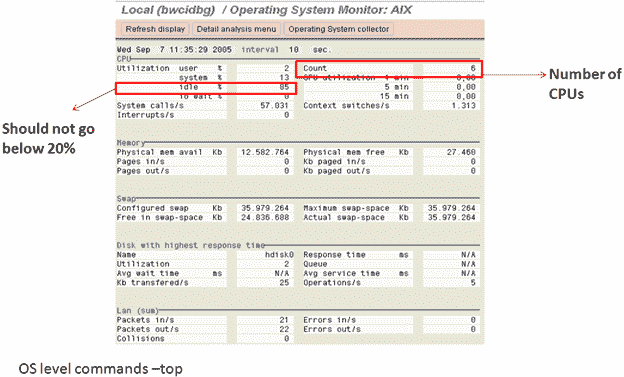 Local (bwcidbg) / Operating System Monitor: AIX
Refresh display Detail analysis menu Operating System collector
Wed Sep 7 11:35:29 2005 interval 10 sec.
CPU
Utilization user % 2 Count 6
system % 13 CPU utilization 1 min 0,00
idle % 85 5 min 0,00
io wait % 0 15 min 0,00
System calls/s 57.031 Context switches/s 1.313
Interrupts/s 0
Number of
CPUs
Should not go
below 20%
Memory
Physical mem avail Kb 12.582.764 Physical mem free Kb 27.460
Pages in/s 0 Kb paged in/s 0
Pages out/s 0 Kb paged out/s 0
Swap
Configured swap Kb 35.979.264 Maximum swap-space Kb 35.979.264
Free in swap-space Kb 24.836.688 Actual swap-space Kb 35.979.264
Disk with highest response time
Name hdisk0 Response time ms N/A
Utilization 2 Queue N/A
Avg wait time ms N/A Avg service time ms N/A
Kb transfered/s 25 Operations/s 5
Lan (sum)
Packets in/s 21 Errors in/s 0
Packets out/s 22 Errors out/s 0
Collisions 0
OS level commands –top